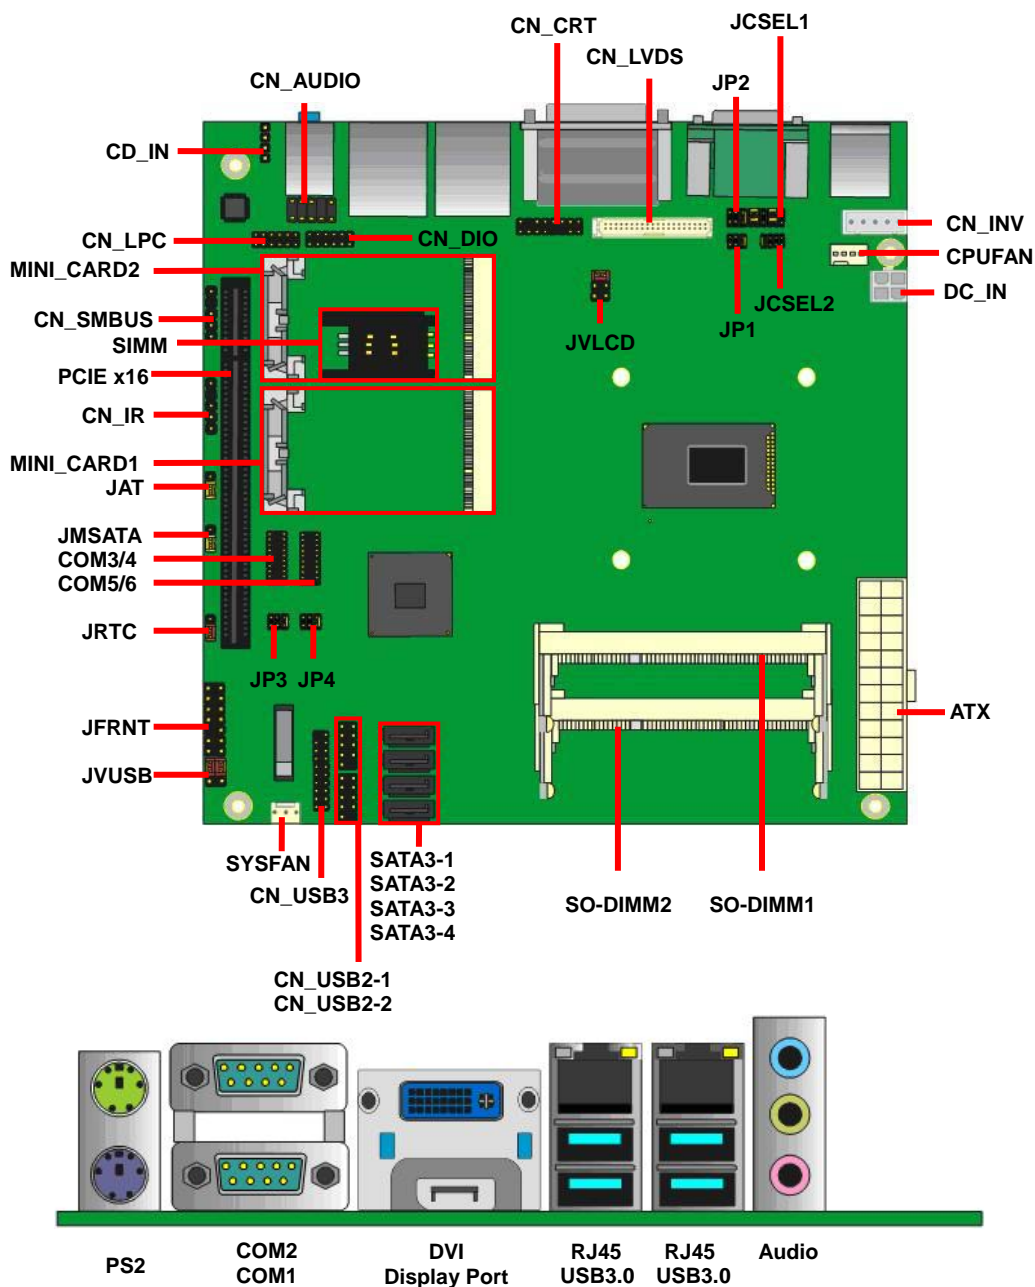 CN_CRT
JCSEL1
CN_LVDS
CN_AUDIO
JP2
CD_IN
CN_INV
CN_LPC
CN_DIO
CPUFAN
MINI_CARD2
DC_IN
JCSEL2
CN_SMBUS
JP1
SIMM
JVLCD
PCIE x16
CN_IR
MINI_CARD1
JAT
JMSATA
COM3/4
COM5/6
JRTC
JP3
JP4
JFRNT
ATX
JVUSB
SYSFAN
CN_USB3
SATA3-1
SATA3-2
SATA3-3
SATA3-4
SO-DIMM2
SO-DIMM1
CN_USB2-1
CN_USB2-2
PS2
COM2
COM1
DVI
Display Port
RJ45
USB3.0
RJ45
USB3.0
Audio